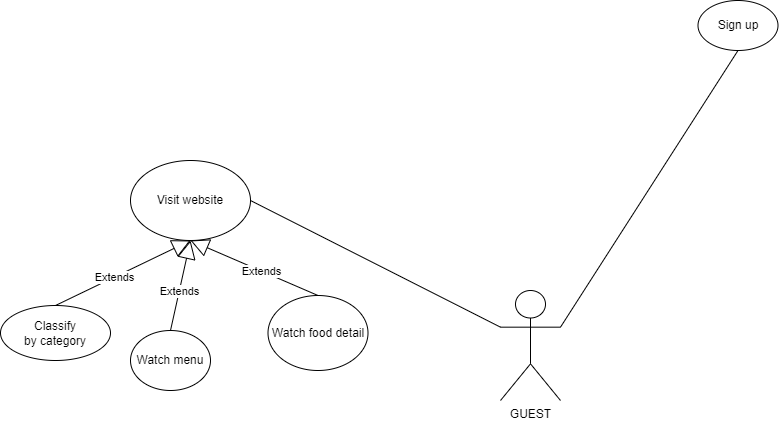 Sign up
Visit website
Extends
Extends
Extends
Classify
by category
Watch menu
Watch food detail
GUEST